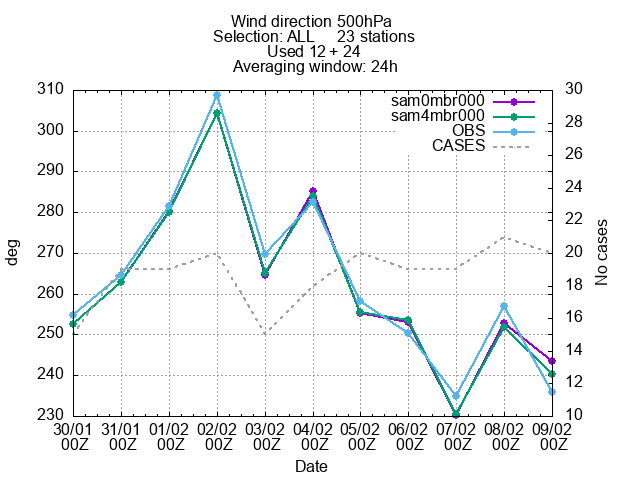 Wind direction 500hPa
Selection: ALL 23 stations
Used 12 + 24
Averaging window: 24h
sam0mbr000
sam4mbr000
OBS
CASES
310
300
290
280
270
260
250
240
230
deg
30
28
26
24
22
20
18
16
14
12
10
No cases
30/01 31/01 01/02 02/02 03/02 04/02 05/02 06/02 07/02 08/02 09/02
00Z 00Z 00Z 00Z 00Z 00Z 00Z 00Z 00Z 00Z 00Z
Date